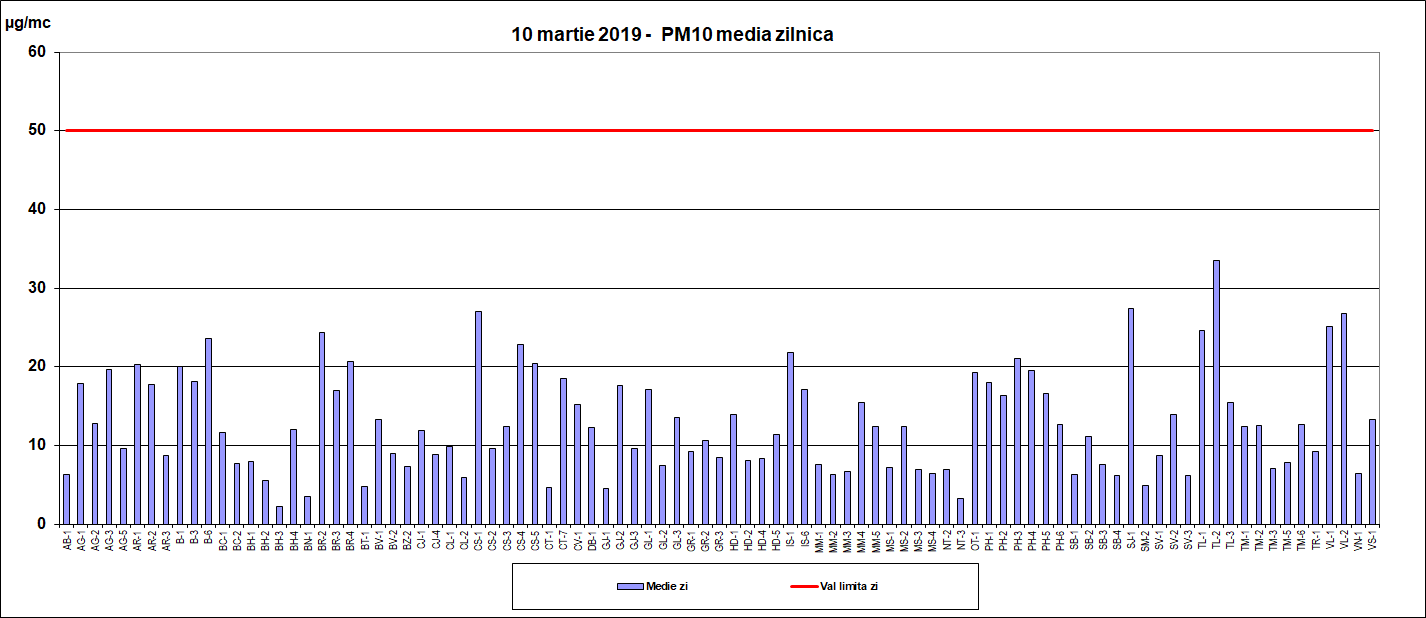 µg/mc
10 martie 2019 - PM10 media zilnica
60
50
40
30
20
10
0
AB-1 AG-1 AG-2 AG-3 AG-5 AR-1 AR-2 AR-3 B-1 B-3 B-6 BC-1 BC-2 BH-1 BH-2 BH-3 BH-4 BN-1 BR-2 BR-3 BR-4 BT-1 BV-1 BV-2 BZ-2 CJ-1 CJ-4 CL-1 CL-2 CS-1 CS-2 CS-3 CS-4 CS-5 CT-1 CT-7 CV-1 DB-1 GJ-1 GJ-2 GJ-3 GL-1 GL-2 GL-3 GR-1 GR-2 GR-3 HD-1 HD-2 HD-4 HD-5 IS-1 IS-6 MM-1 MM-2 MM-3 MM-4 MM-5 MS-1 MS-2 MS-3 MS-4 NT-2 NT-3 OT-1 PH-1 PH-2 PH-3 PH-4 PH-5 PH-6 SB-1 SB-2 SB-3 SB-4 SJ-1 SM-2 SV-1 SV-2 SV-3 TL-1 TL-2 TL-3 TM-1 TM-2 TM-3 TM-5 TM-6 TR-1 VL-1 VL-2 VN-1 VS-1
Medie zi
Val limita zi